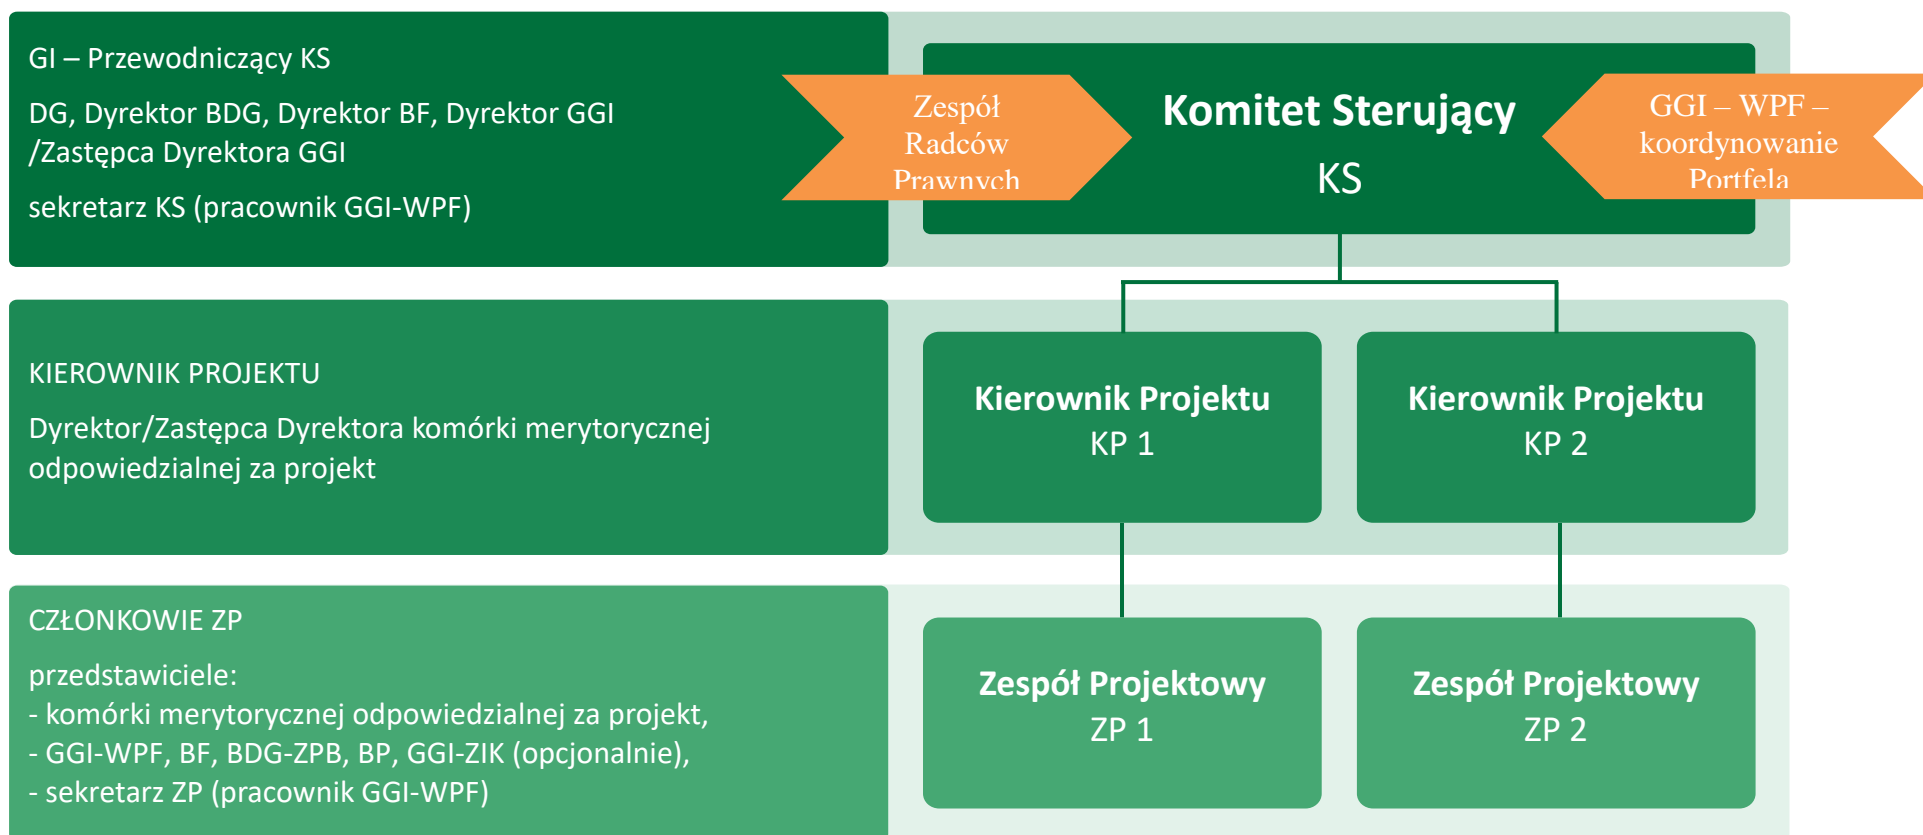 GI – Przewodniczący KS
DG, Dyrektor BDG, Dyrektor BF, Dyrektor GGI
/Zastępca Dyrektora GGI
sekretarz KS (pracownik GGI-WPF)
Zespół
Radców
Prawnych
Komitet Sterujący
KS
GGI – WPF –
koordynowanie
Portfela
KIEROWNIK PROJEKTU
Dyrektor/Zastępca Dyrektora komórki merytorycznej
odpowiedzialnej za projekt
Kierownik Projektu
KP 1
Kierownik Projektu
KP 2
CZŁONKOWIE ZP
przedstawiciele:
- komórki merytorycznej odpowiedzialnej za projekt,
- GGI-WPF, BF, BDG-ZPB, BP, GGI-ZIK (opcjonalnie),
- sekretarz ZP (pracownik GGI-WPF)
Zespół Projektowy
ZP 1
Zespół Projektowy
ZP 2